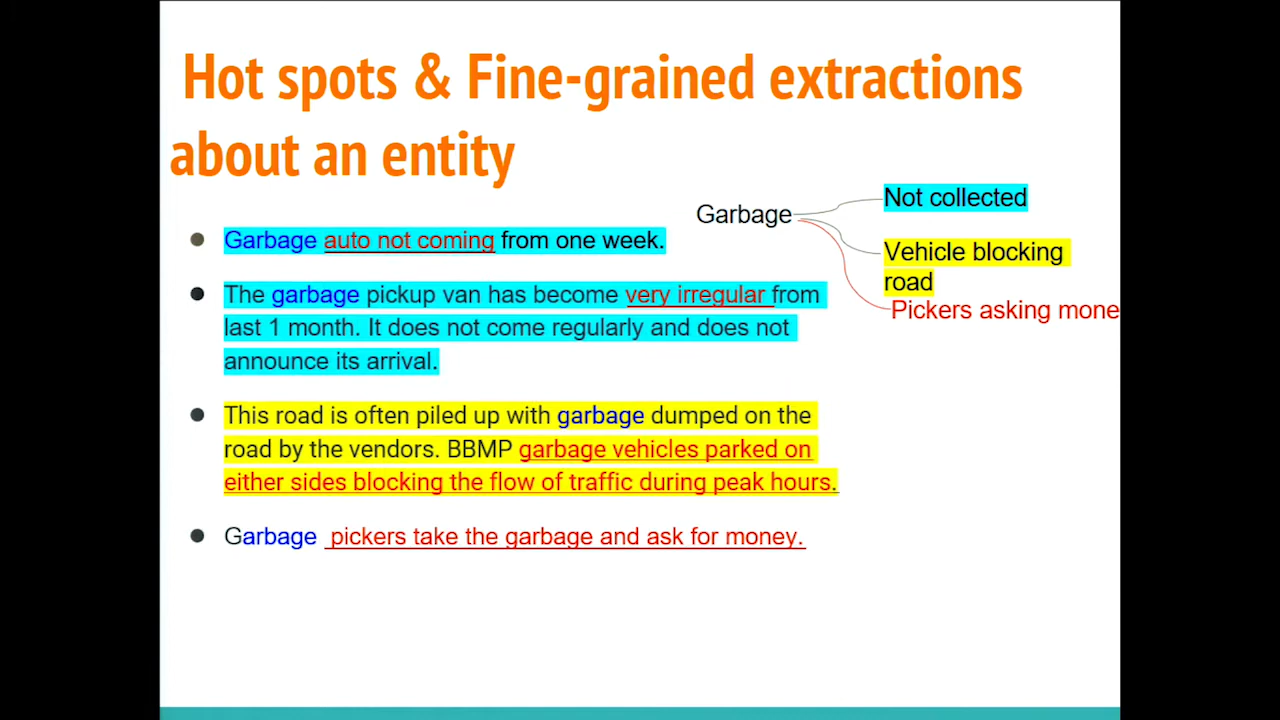 Hot spots & Fine-grained extractions
about an entity
Garbage
Not collected
Vehicle blocking
road
Pickers asking mone
Garbage auto not coming from one week.
The garbage pickup van has become very irregular from
last 1 month. It does not come regularly and does not
announce its arrival.
This road is often piled up with garbage dumped on the
road by the vendors. BBMP garbage vehicles parked on
either sides blocking the flow of traffic during peak hours.
Garbage pickers take the garbage and ask for money.